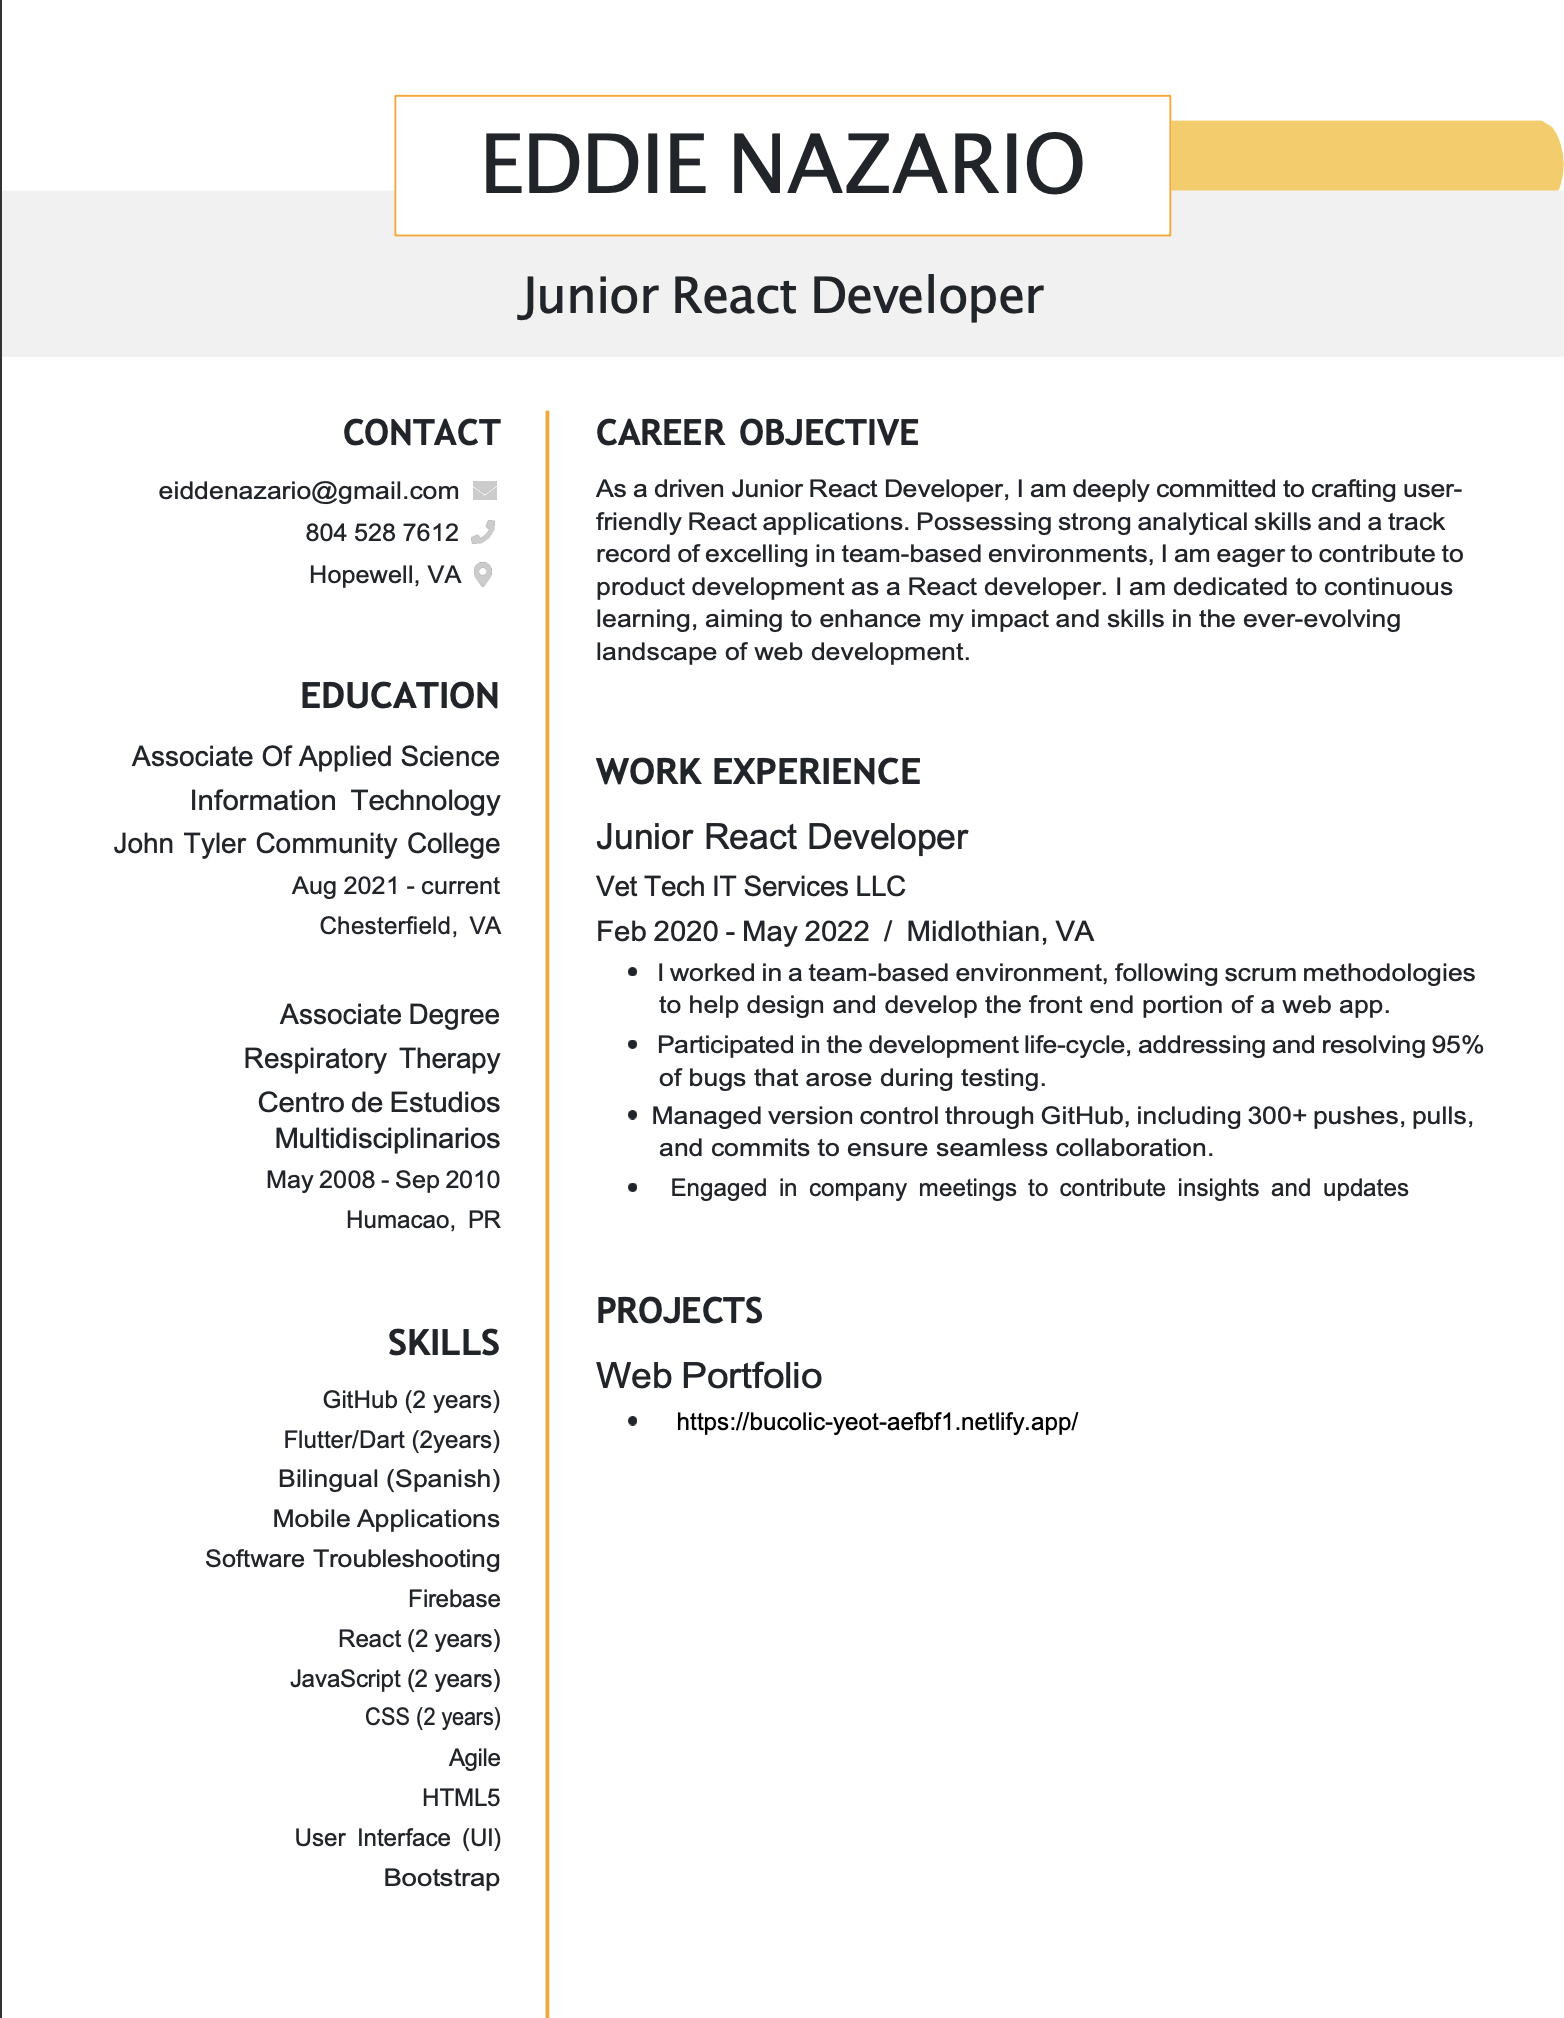 EDDIE NAZARIO
Junior React Developer
CONTACT
eiddenazario@gmail.com
804 528 7612
Hopewell, VA
EDUCATION
Associate Of Applied Science
Information Technology
John Tyler Community College
Aug 2021 - current
Chesterfield, VA
Associate Degree
Respiratory Therapy
Centro de Estudios
Multidisciplinarios
May 2008 - Sep 2010
Humacao, PR
SKILLS
GitHub (2 years)
Flutter/Dart (2years)
Bilingual (Spanish)
Mobile Applications
Software Troubleshooting
Firebase
React (2 years)
JavaScript (2 years)
CSS (2 years)
Agile
HTML5
User Interface (UI)
Bootstrap
CAREER OBJECTIVE
As a driven Junior React Developer, I am deeply committed to crafting user-
friendly React applications. Possessing strong analytical skills and a track
record of excelling in team-based environments, I am eager to contribute to
product development as a React developer. I am dedicated to continuous
learning, aiming to enhance my impact and skills in the ever-evolving
landscape of web development.
WORK EXPERIENCE
Junior React Developer
Vet Tech IT Services LLC
Feb 2020 - May 2022 / Midlothian, VA
• I worked in a team-based environment, following scrum methodologies
to help design and develop the front end portion of a web app.
• Participated in the development life-cycle, addressing and resolving 95%
of bugs that arose during testing.
• Managed version control through GitHub, including 300+ pushes, pulls,
and commits to ensure seamless collaboration.
• Engaged in company meetings to contribute insights and updates
PROJECTS
Web Portfolio
• https://bucolic-yeot-aefbf1.netlify.app/